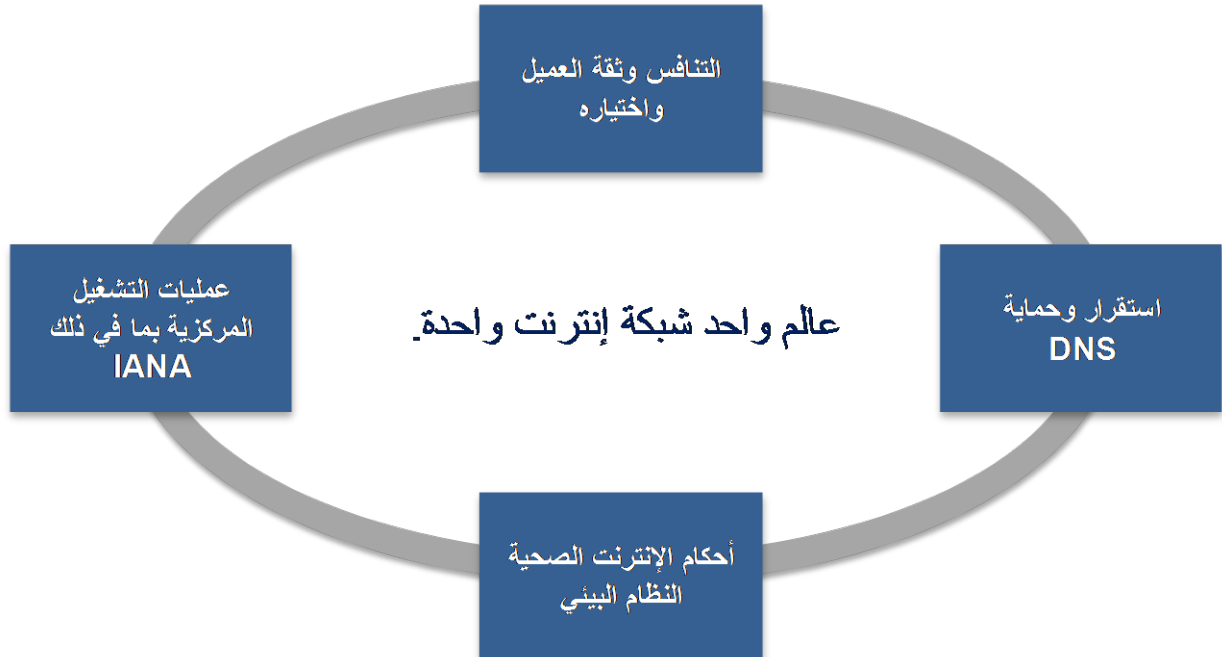 التنافس وثقة العميل
واختياره
استقرار وحماية
DNS
عالم واحد شبكة إنترنت واحدة.
عمليات التشغيل
المركزية بما في ذلك
IANA
أحكام الإنترنت الصحية
النظام البيئي